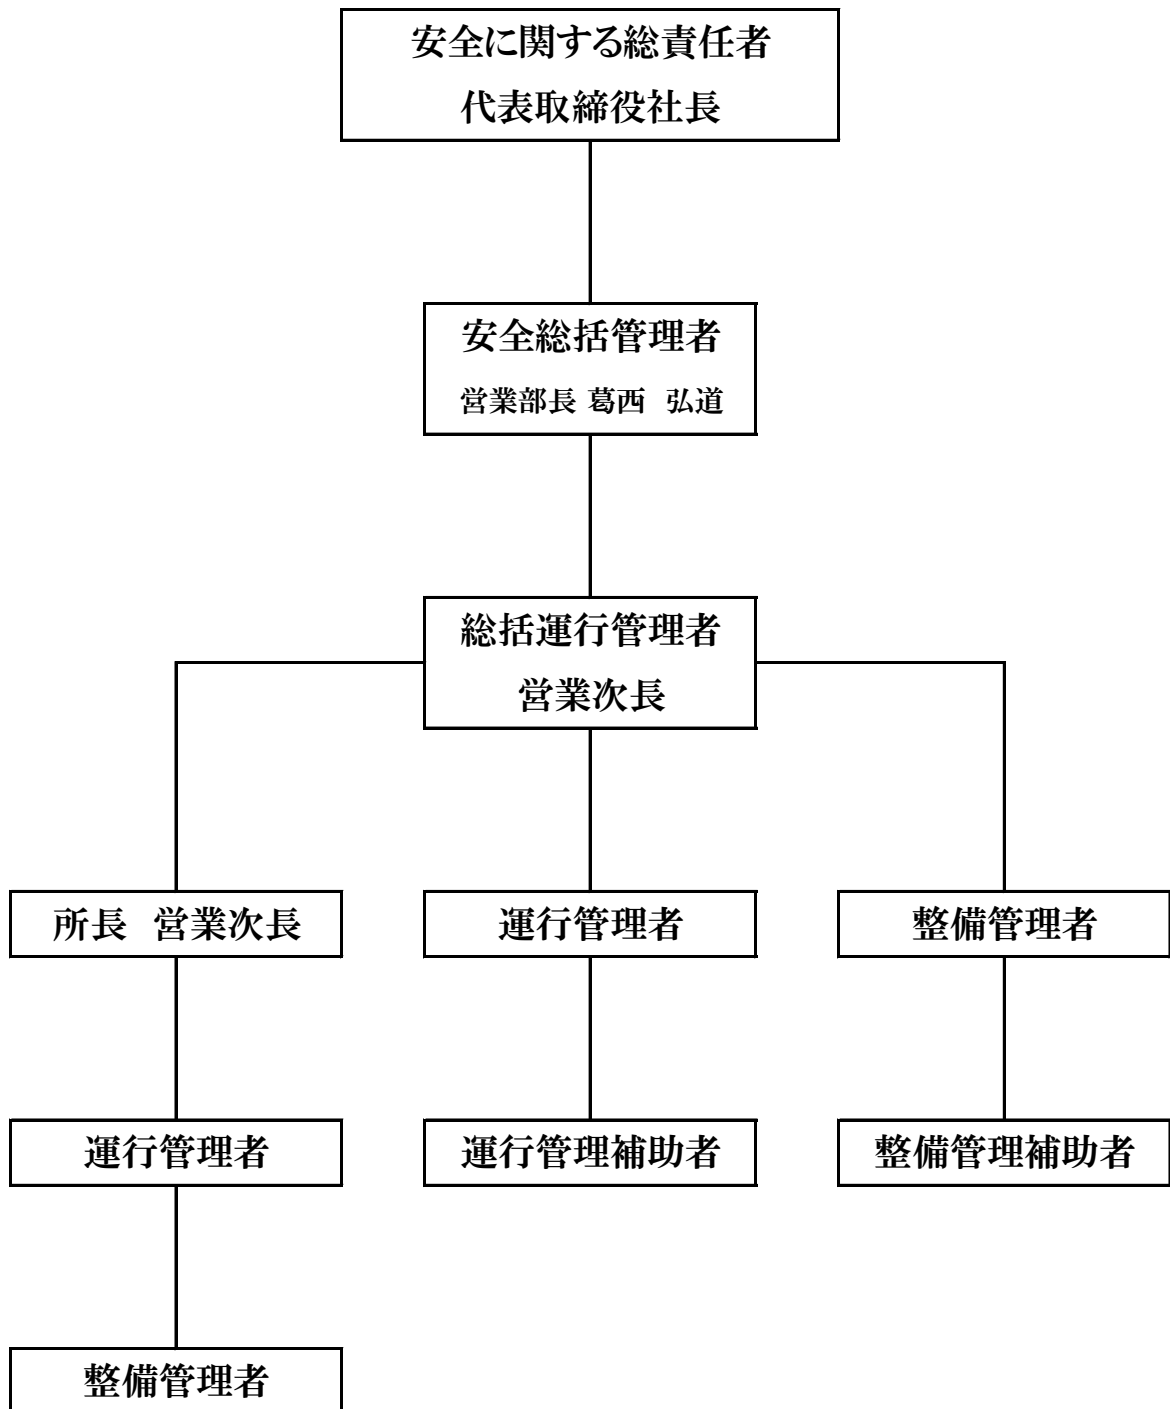 安全に関する総責任者
代表取締役社長
安全総括管理者
営業部長 葛西 弘道
総括運行管理者
営業次長
所長 営業次長
運行管理者
整備管理者
運行管理者
運行管理補助者
整備管理補助者
整備管理者